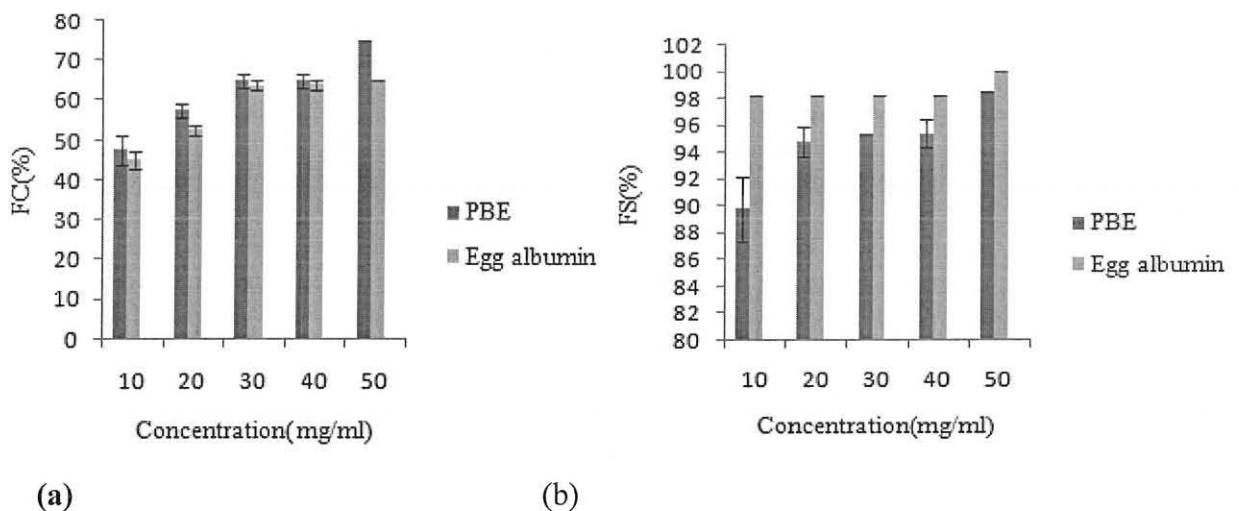 80
70
60
50
40
30
20
10
0
FC(%)
10 20 30 40 50
Concentration(mg/ml)
PBE
Egg albumin
(a)
102
100
98
96
94
92
90
88
86
84
82
80
FS(%)
10 20 30 40 50
Concentration(mg/ml)
PBE
Egg albumin
(b)